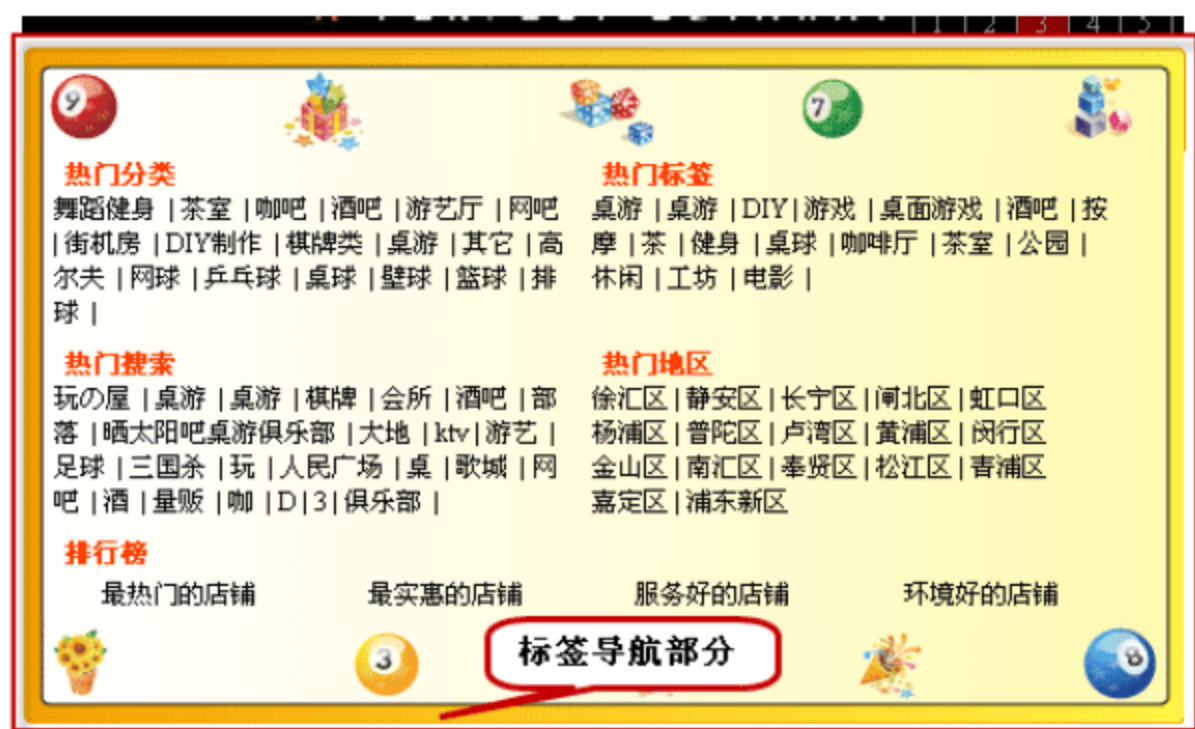 1 2 3 4 5
9
7
热门分类
舞蹈健身 | 茶室 | 咖吧 | 酒吧 | 游艺厅 | 网吧
| 街机房 | DIY制作 | 棋牌类 | 桌游 | 其它 | 高
尔夫 | 网球 | 乒乓球 | 桌球 | 壁球 | 篮球 | 排
球 |
热门标签
桌游 | 桌游 | DIY | 游戏 | 桌面游戏 | 酒吧 | 按
摩 | 茶 | 健身 | 桌球 | 咖啡厅 | 茶室 | 公园 |
休闲 | 工坊 | 电影 |
热门搜索
玩の屋 | 桌游 | 桌游 | 棋牌 | 会所 | 酒吧 | 部
落 | 晒太阳吧桌游俱乐部 | 大地 | ktv | 游艺 |
足球 | 三国杀 | 玩 | 人民广场 | 桌 | 歌城 | 网
吧 | 酒 | 量贩 | 咖 | D | 3 | 俱乐部 |
热门地区
徐汇区 | 静安区 | 长宁区 | 闸北区 | 虹口区
杨浦区 | 普陀区 | 卢湾区 | 黄浦区 | 闵行区
金山区 | 南汇区 | 奉贤区 | 松江区 | 青浦区
嘉定区 | 浦东新区
排行榜
最热门的店铺 最实惠的店铺 服务好的店铺 环境好的店铺
标签导航部分
3
8